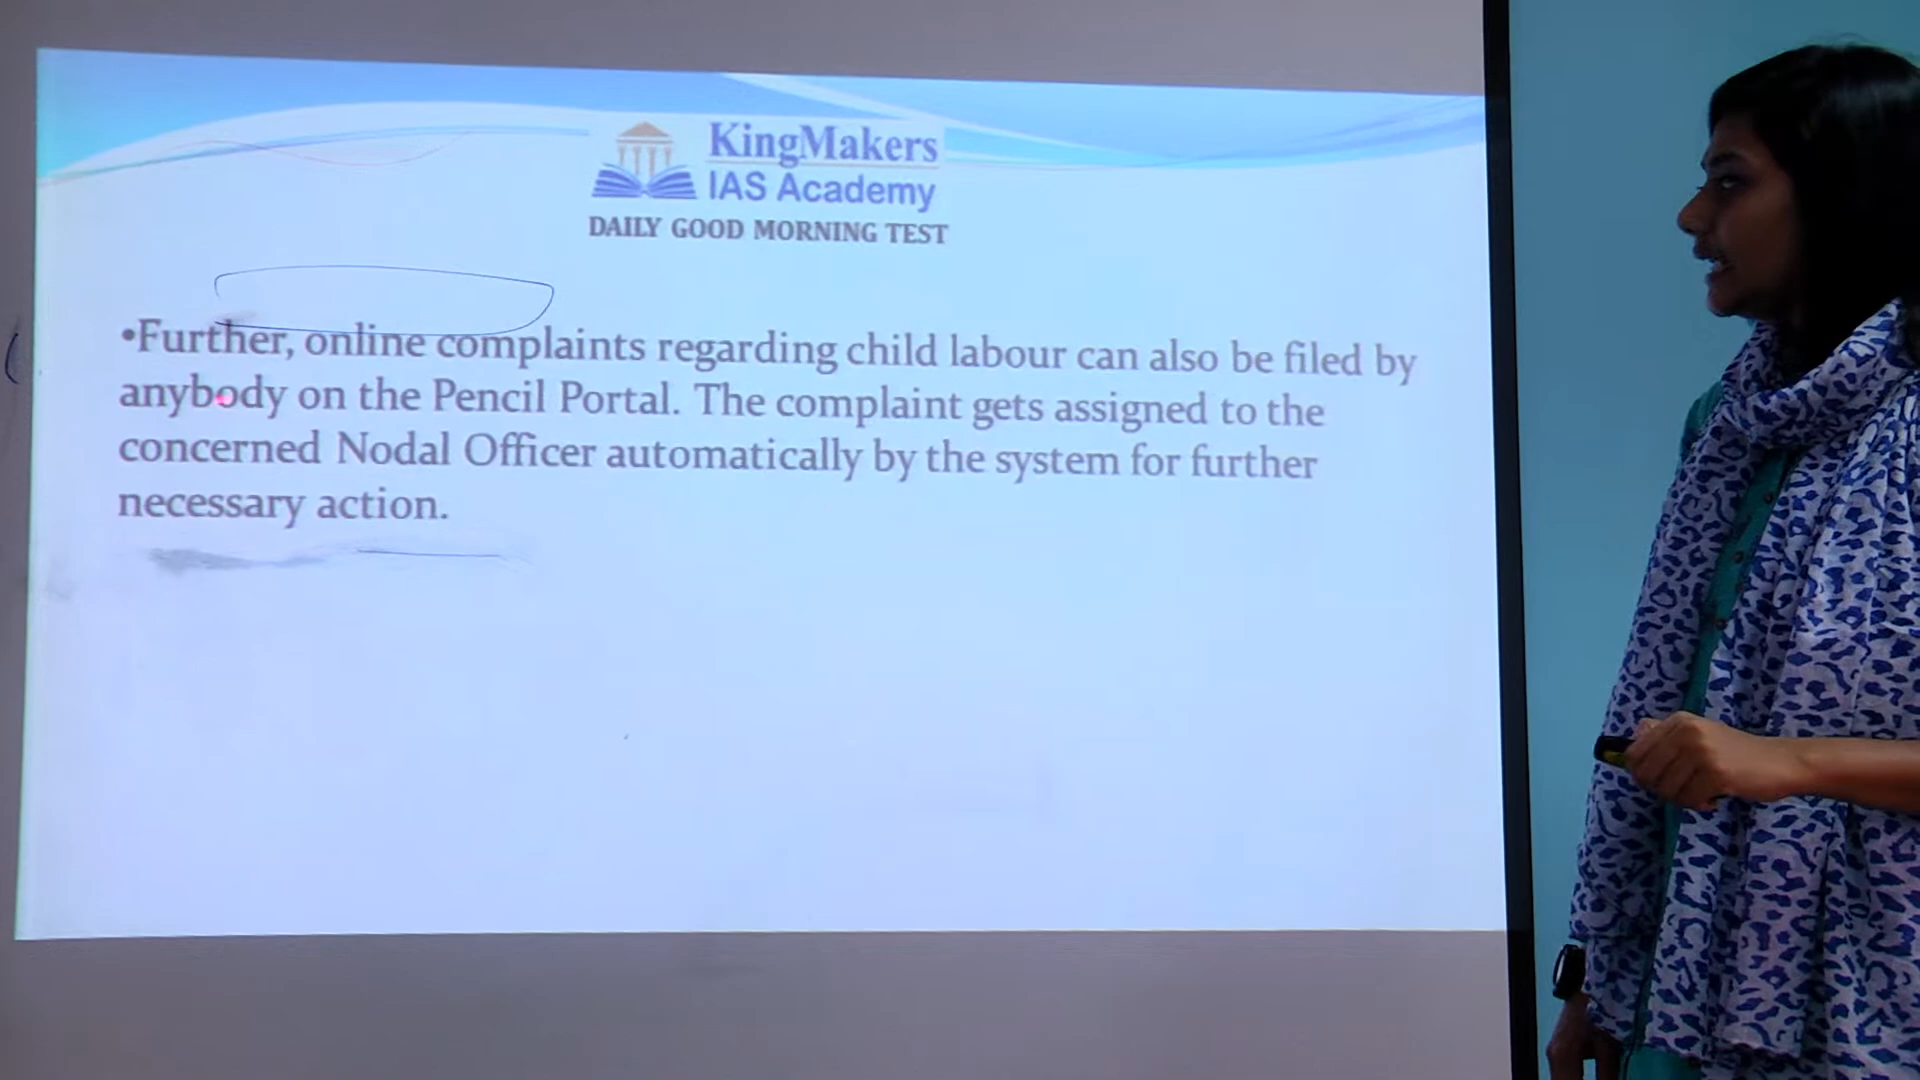 KingMakers
IAS Academy
DAILY GOOD MORNING TEST
•Further, online complaints regarding child labour can also be filed by
anybody on the Pencil Portal. The complaint gets assigned to the
concerned Nodal Officer automatically by the system for further
necessary action.